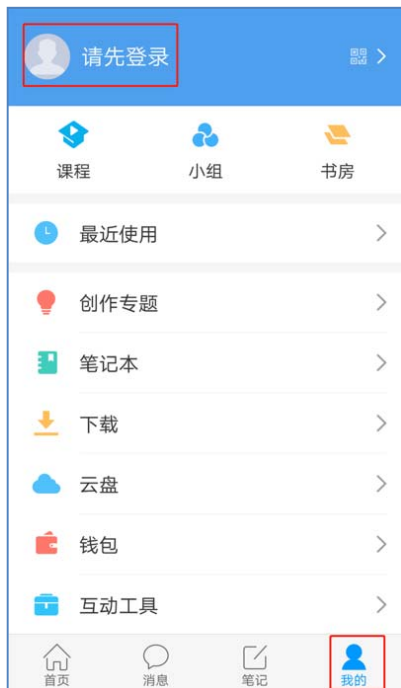 请先登录
课程 小组 书房
最近使用
创作专题
笔记本
下载
云盘
钱包
互动工具
首页 消息 笔记 我的